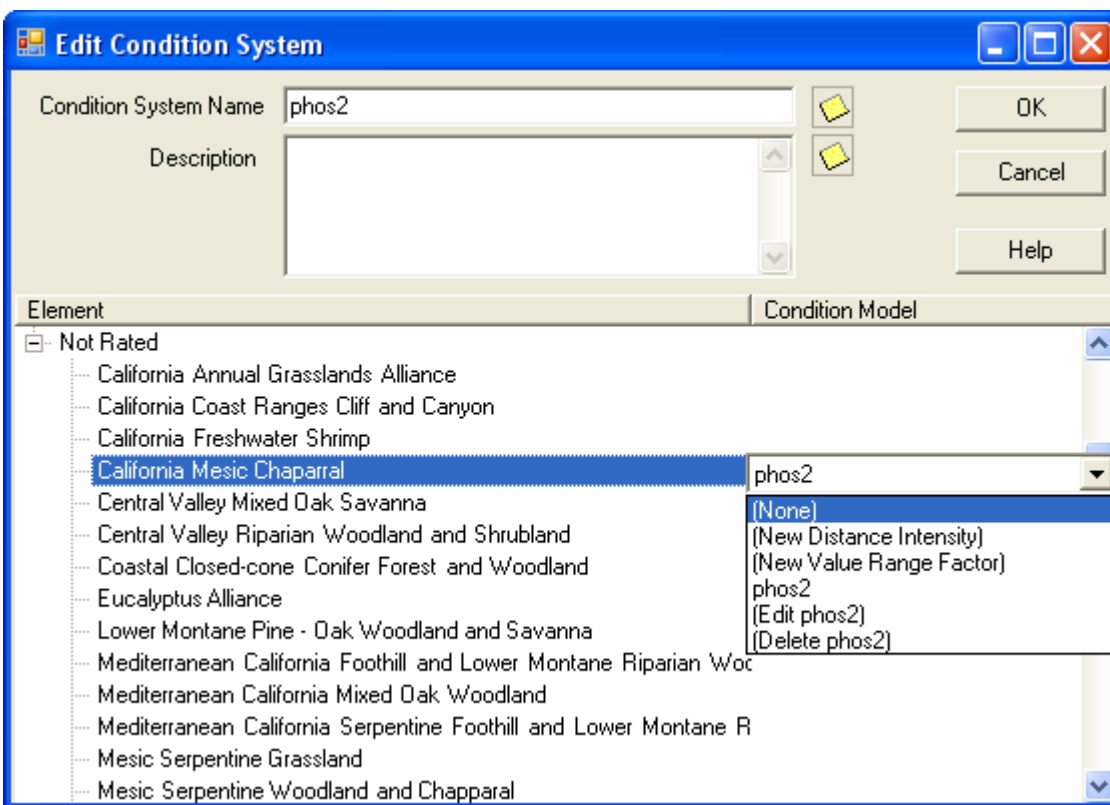 Edit Condition System
Condition System Name phos2 OK
Description Cancel
Help
Element Condition Model
Not Rated
California Annual Grasslands Alliance
California Coast Ranges Cliff and Canyon
California Freshwater Shrimp
California Mesic Chaparral phos2
Central Valley Mixed Oak Savanna (None)
Central Valley Riparian Woodland and Shrubland (New Distance Intensity)
Coastal Closed-cone Conifer Forest and Woodland (New Value Range Factor)
phos2
Eucalyptus Alliance (Edit phos2)
Lower Montane Pine - Oak Woodland and Savanna (Delete phos2)
Mediterranean California Foothill and Lower Montane Riparian Woo
Mediterranean California Mixed Oak Woodland
Mediterranean California Serpentine Foothill and Lower Montane R
Mesic Serpentine Grassland
Mesic Serpentine Woodland and Chapparal